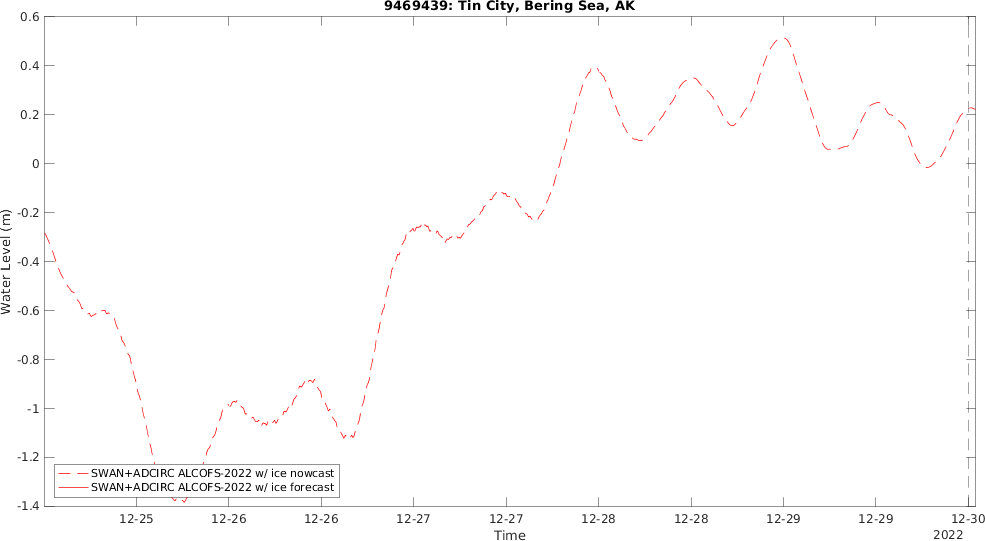 9469439: Tin City, Bering Sea, AK
Water Level (m)
0.6
0.4
0.2
0
-0.2
-0.4
-0.6
-0.8
-1
-1.2
-1.4
SWAN+ADCIRC ALCOFS-2022 w/ ice nowcast
SWAN+ADCIRC ALCOFS-2022 w/ ice forecast
12-25 12-26 12-26 12-27 12-27 12-28 12-28 12-29 12-29 12-30
Time
2022